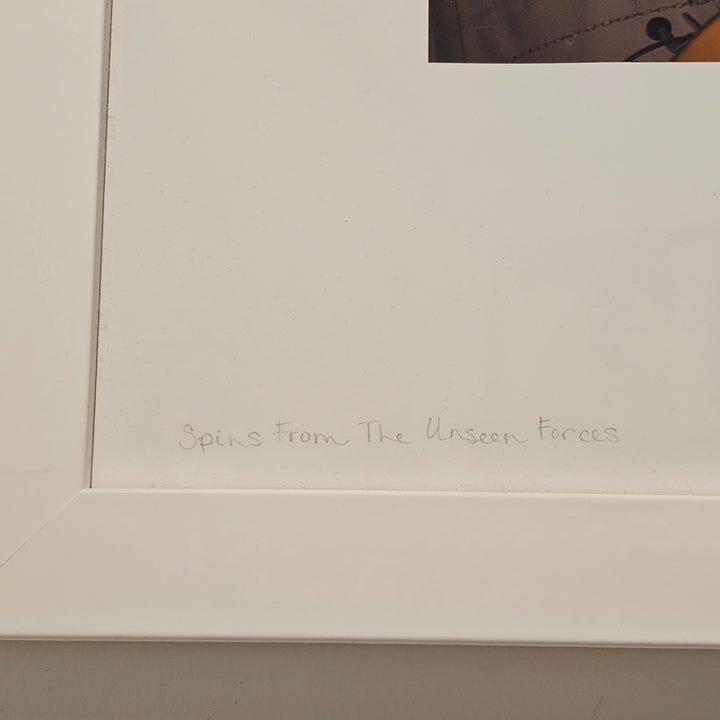 Spins From The Unseen Forces